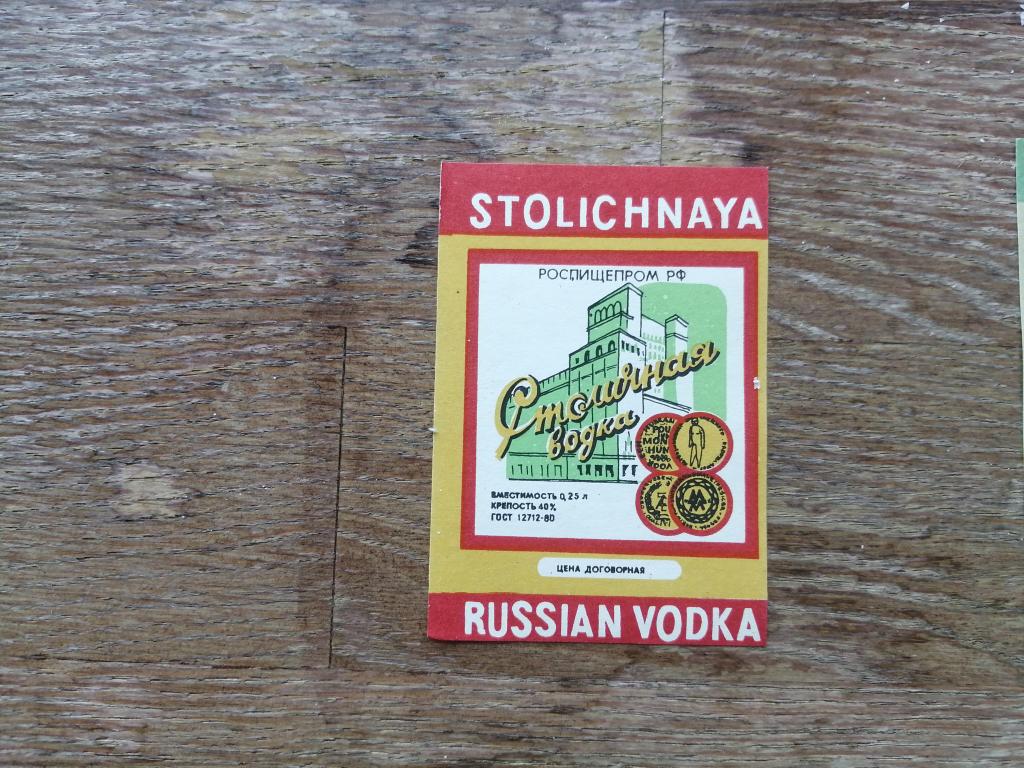 STOLICHNAYA
РОСПИЩЕПРОМ РФ
Столичная
водка
ВМЕСТИМОСТЬ 0,25 л
КРЕПОСТЬ 40%
ГОСТ 12712-80
ЦЕНА ДОГОВОРНАЯ
RUSSIAN VODKA